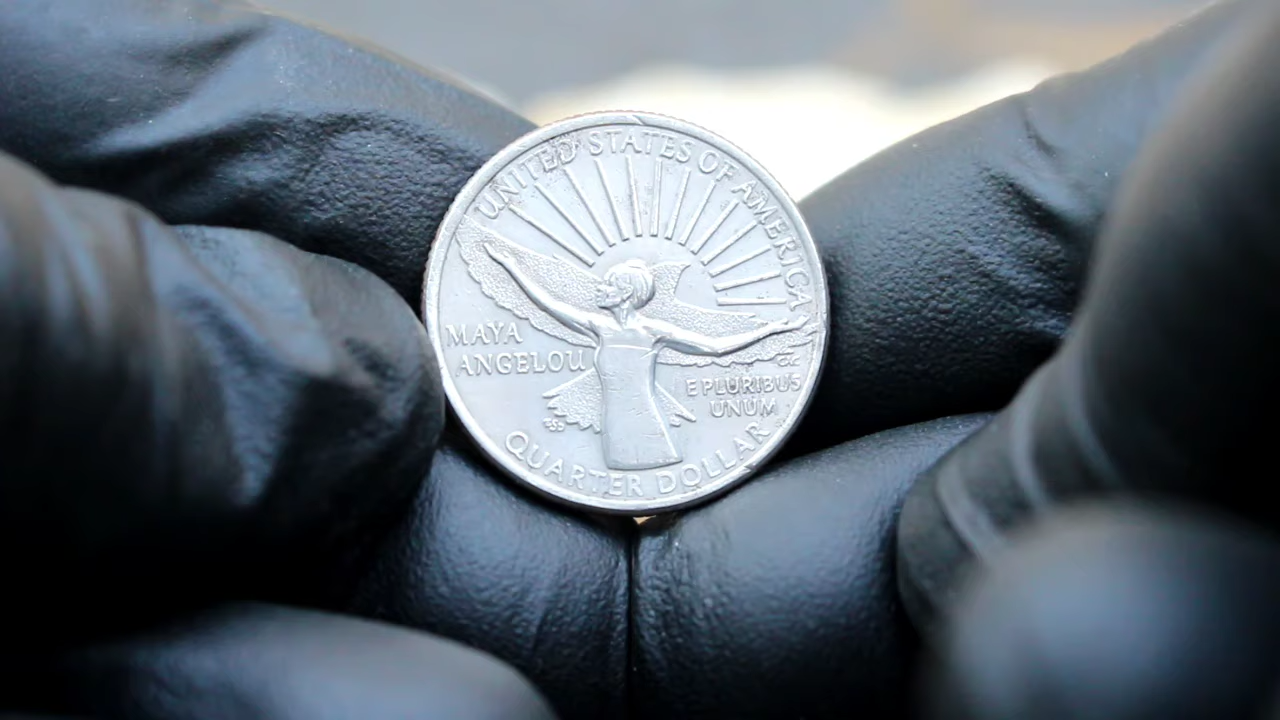 UNITED STATES OF AMERICA
MAYA
ANGELOU
E PLURIBUS
UNUM
QUARTER DOLLAR